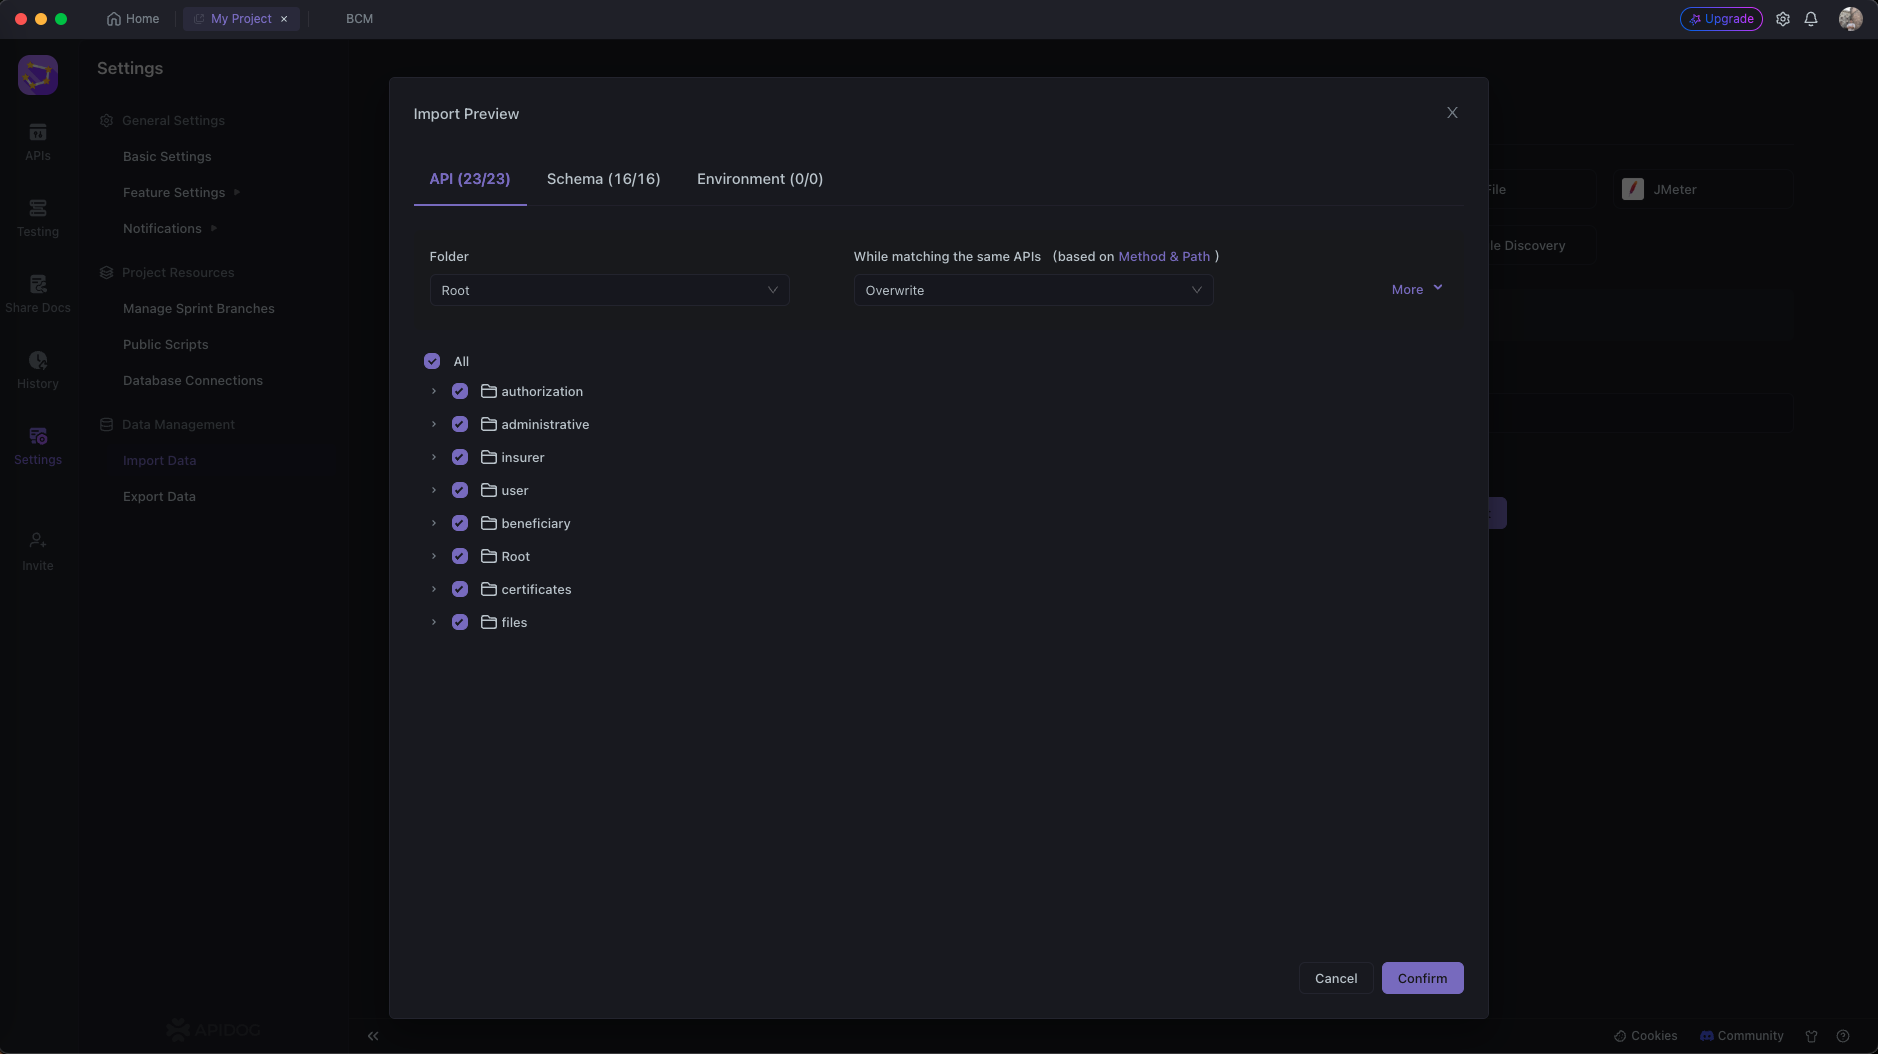 Home
My Project
BCM
Upgrade
Settings
APIs
Testing
Share Docs
History
Settings
Invite
General Settings
Basic Settings
Feature Settings
Notifications
Project Resources
Manage Sprint Branches
Public Scripts
Database Connections
Data Management
Import Data
Export Data
APIDOG
Import Preview
API (23/23)
Schema (16/16)
Environment (0/0)
Folder
Root
While matching the same APIs (based on Method & Path )
Overwrite
More
All
authorization
administrative
insurer
user
beneficiary
Root
certificates
files
Cancel
Confirm
File
JMeter
Discovery
Cookies
Community